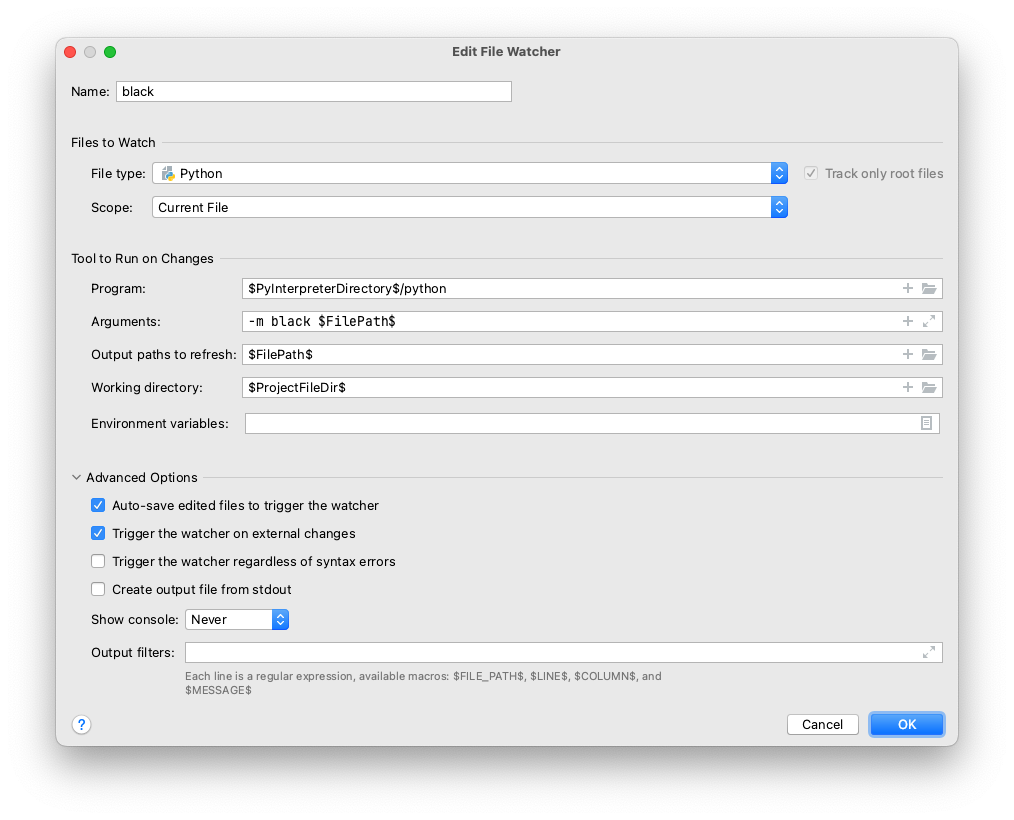 Edit File Watcher
Name: black
Files to Watch
File type: Python Track only root files
Scope: Current File
Tool to Run on Changes
Program: $PyInterpreterDirectory$/python
Arguments: -m black $FilePath$
Output paths to refresh: $FilePath$
Working directory: $ProjectFileDir$
Environment variables:
Advanced Options
Auto-save edited files to trigger the watcher
Trigger the watcher on external changes
Trigger the watcher regardless of syntax errors
Create output file from stdout
Show console: Never
Output filters:
Each line is a regular expression, available macros: $FILE_PATH$, $LINE$, $COLUMN$, and
$MESSAGE$
? Cancel OK